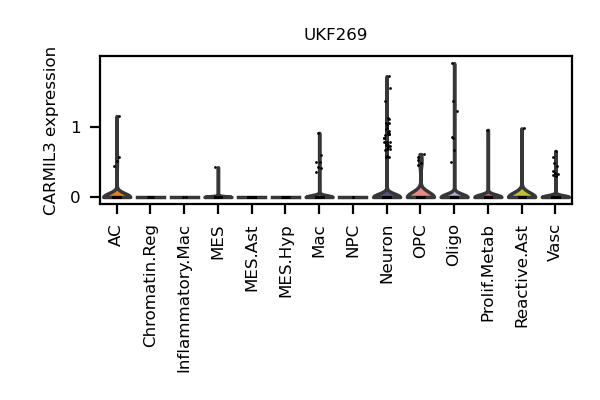 UKF269
CARMIL3 expression
1
0
AC
Chromatin.Reg
Inflammatory.Mac
MES
MES.Ast
MES.Hyp
Mac
NPC
Neuron
OPC
Oligo
Prolif.Metab
Reactive.Ast
Vasc